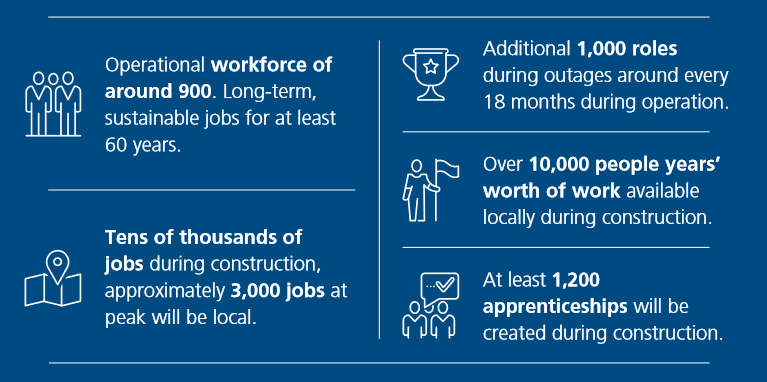 Operational workforce of
around 900. Long-term,
sustainable jobs for at least
60 years.
Tens of thousands of
jobs during construction,
approximately 3,000 jobs at
peak will be local.
Additional 1,000 roles
during outages around every
18 months during operation.
Over 10,000 people years’
worth of work available
locally during construction.
At least 1,200
apprenticeships will be
created during construction.